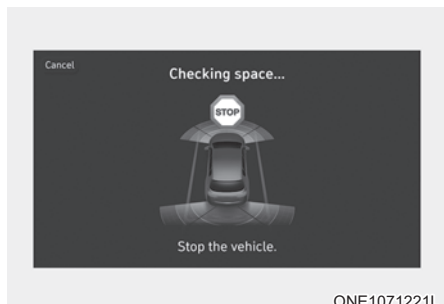 Cancel
Checking space...
STOP
Stop the vehicle.
ONE1071221L